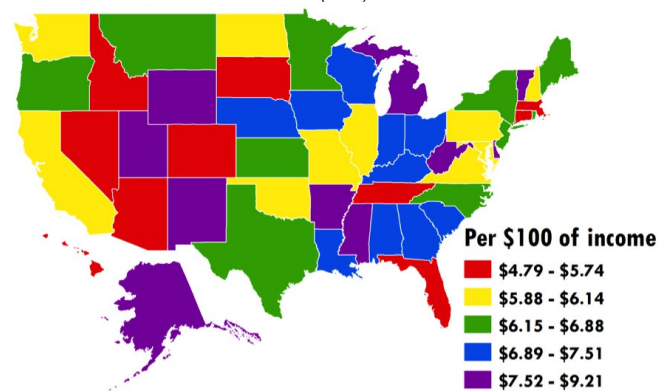 Per $100 of income
$4.79 - $5.74
$5.88 - $6.14
$6.15 - $6.88
$6.89 - $7.51
$7.52 - $9.21